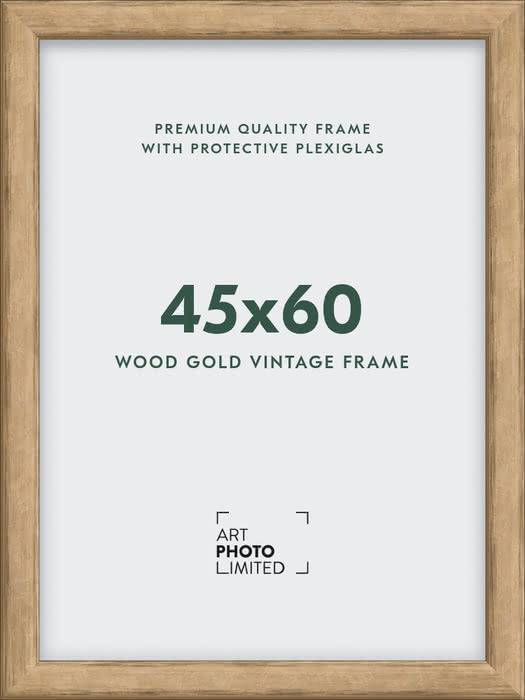 PREMIUM QUALITY FRAME
WITH PROTECTIVE PLEXIGLAS
45x60
WOOD GOLD VINTAGE FRAME
ART
PHOTO
LIMITED